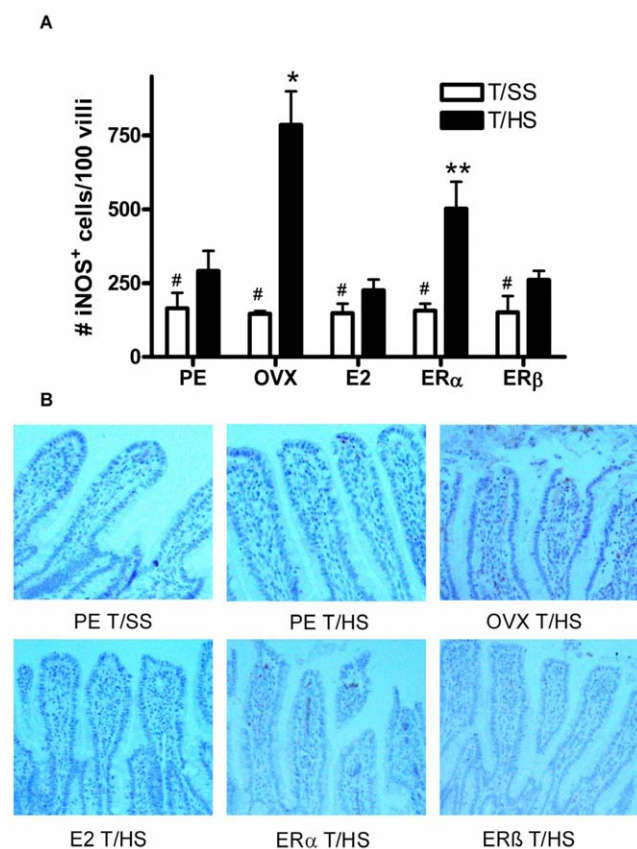 A
# iNOS⁺ cells/100 villi
750
500
250
0
*
**
#
#
#
#
#
T/SS
T/HS
PE OVX E2 ERα ERβ
B
PE T/SS PE T/HS OVX T/HS
E2 T/HS ERα T/HS ERß T/HS